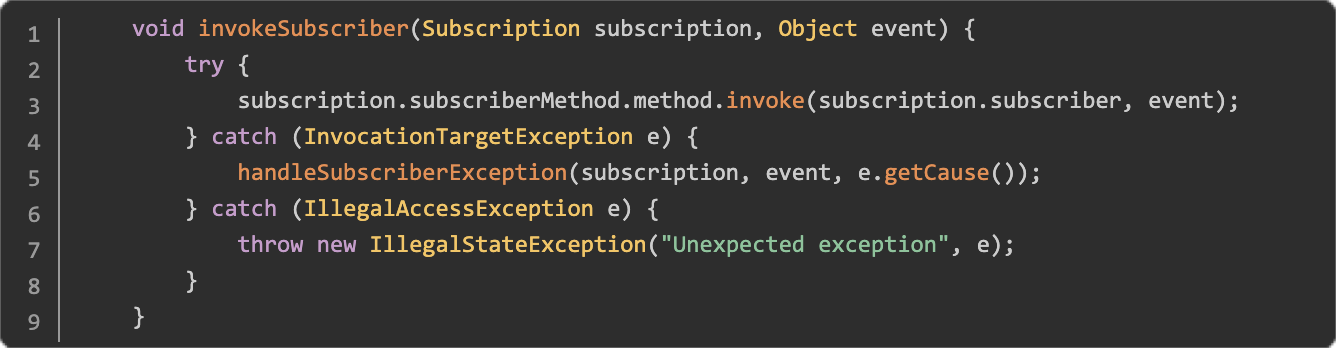 1 void invokeSubscriber(Subscription subscription, Object event) {
2 try {
3 subscription.subscriberMethod.method.invoke(subscription.subscriber, event);
4 } catch (InvocationTargetException e) {
5 handleSubscriberException(subscription, event, e.getCause());
6 } catch (IllegalAccessException e) {
7 throw new IllegalStateException("Unexpected exception", e);
8 }
9 }